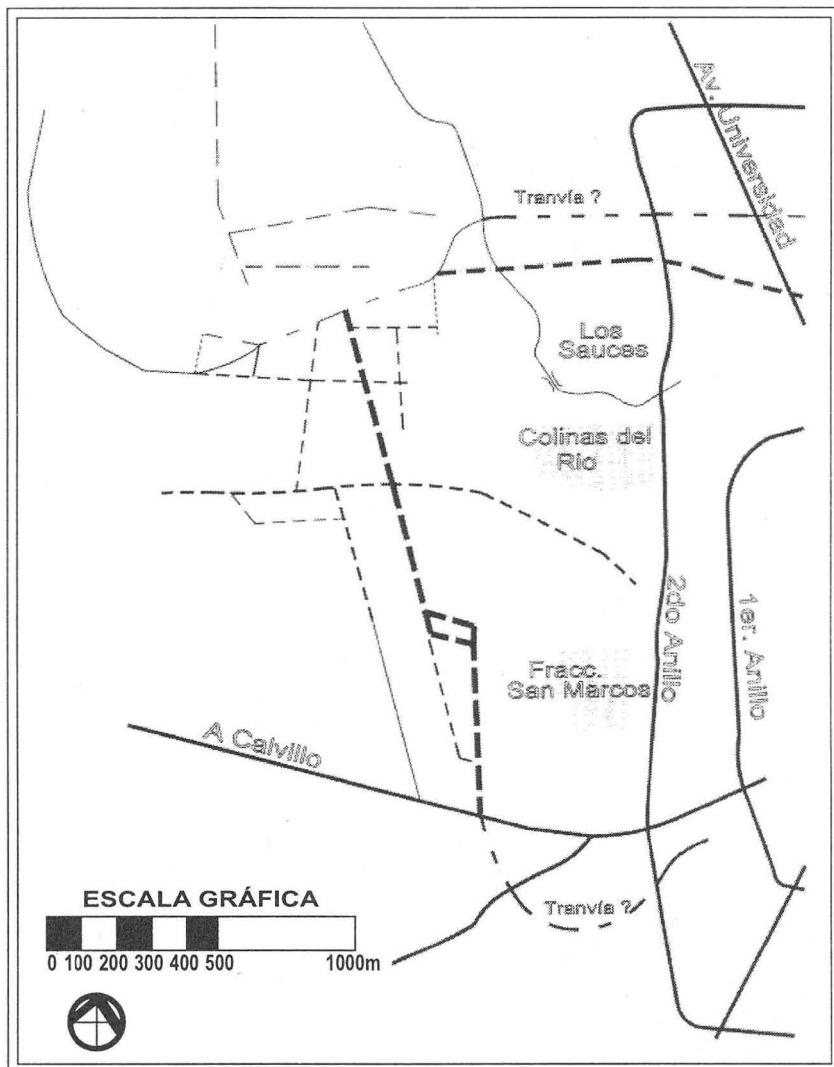 Av. Universidad
Tranvía ?
Los
Sauces
Colinas del
Rio
2do Anillo
1er. Anillo
Fracc.
San Marcos
A Calvillo
Tranvía ?
ESCALA GRÁFICA
0 100 200 300 400 500 1000m